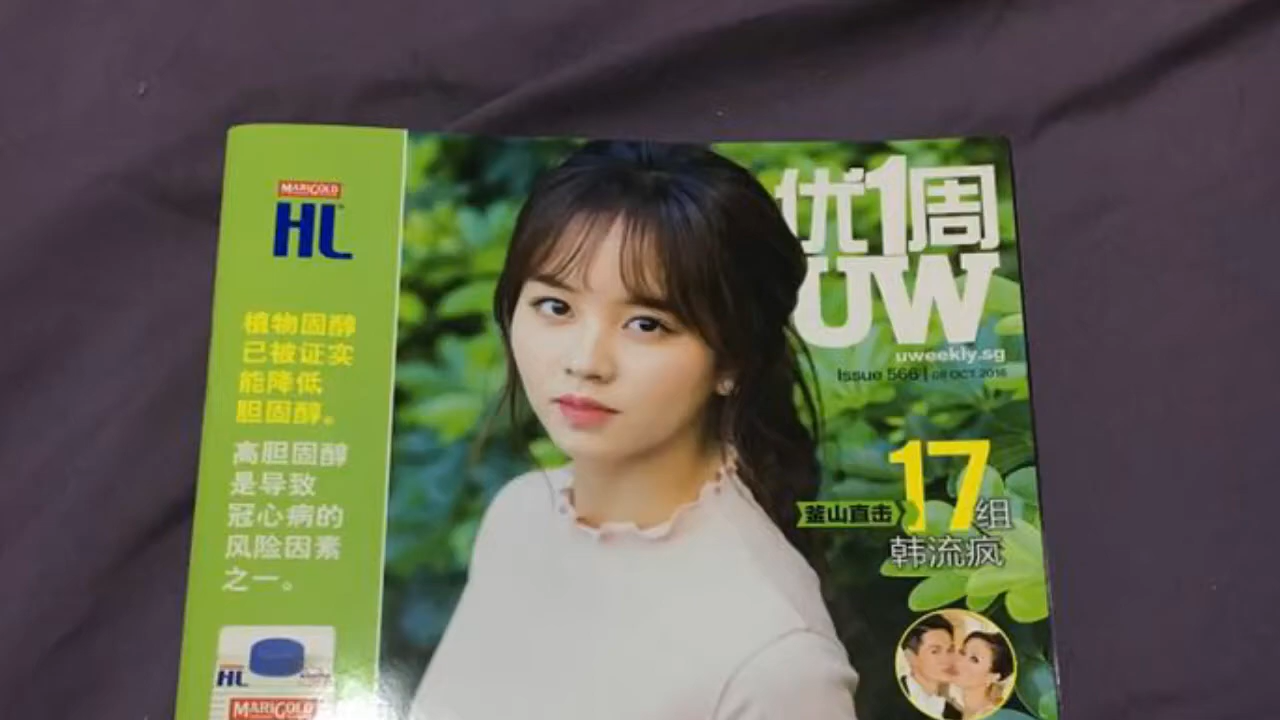 MARIGOLD
HL
植物固醇
已被证实
能降低
胆固醇。
高胆固醇
是导致
冠心病的
风险因素
之一。
HL
MARIGOLD
优1周
UW
uweekly.sg
Issue 566 | 08 OCT 2016
釜山直击 17组
韩流疯